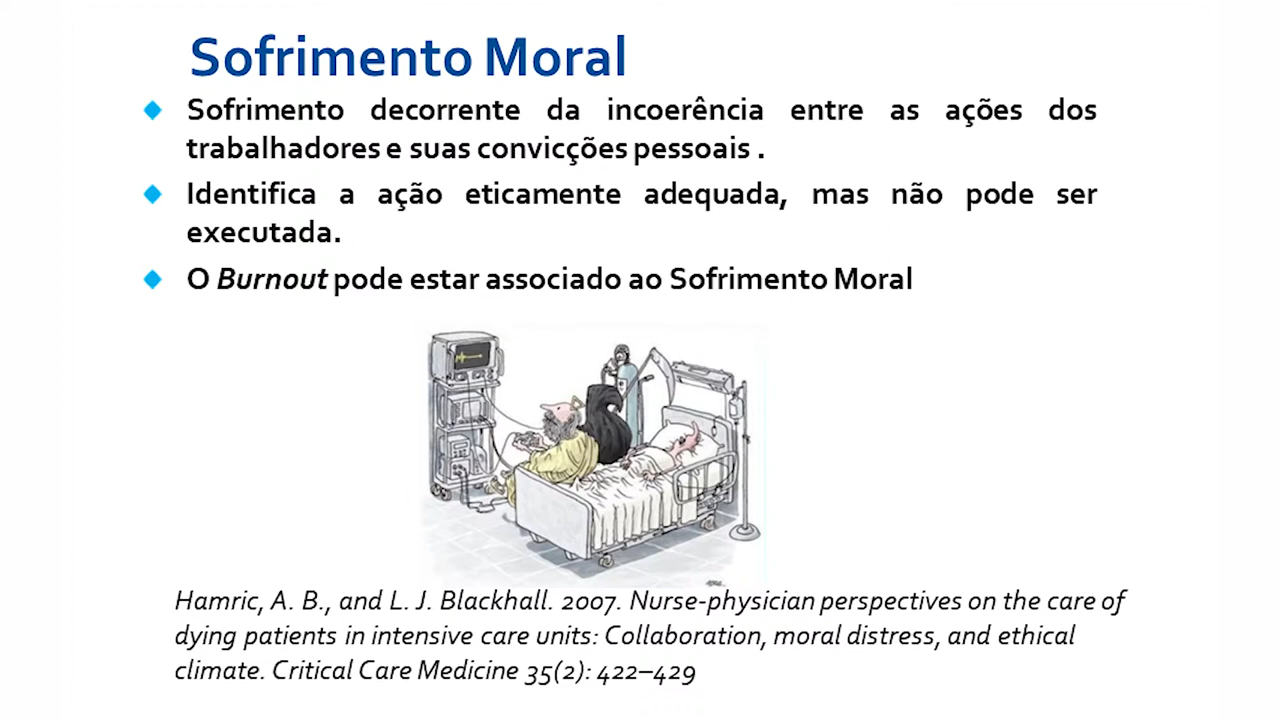 Sofrimento Moral
Sofrimento decorrente da incoerência entre as ações dos
trabalhadores e suas convicções pessoais .
Identifica a ação eticamente adequada, mas não pode ser
executada.
O Burnout pode estar associado ao Sofrimento Moral
Hamric, A. B., and L. J. Blackhall. 2007. Nurse-physician perspectives on the care of
dying patients in intensive care units: Collaboration, moral distress, and ethical
climate. Critical Care Medicine 35(2): 422–429